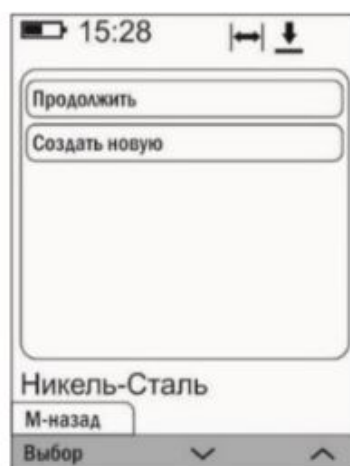 15:28
Продолжить
Создать новую
Никель-Сталь
М-назад
Выбор